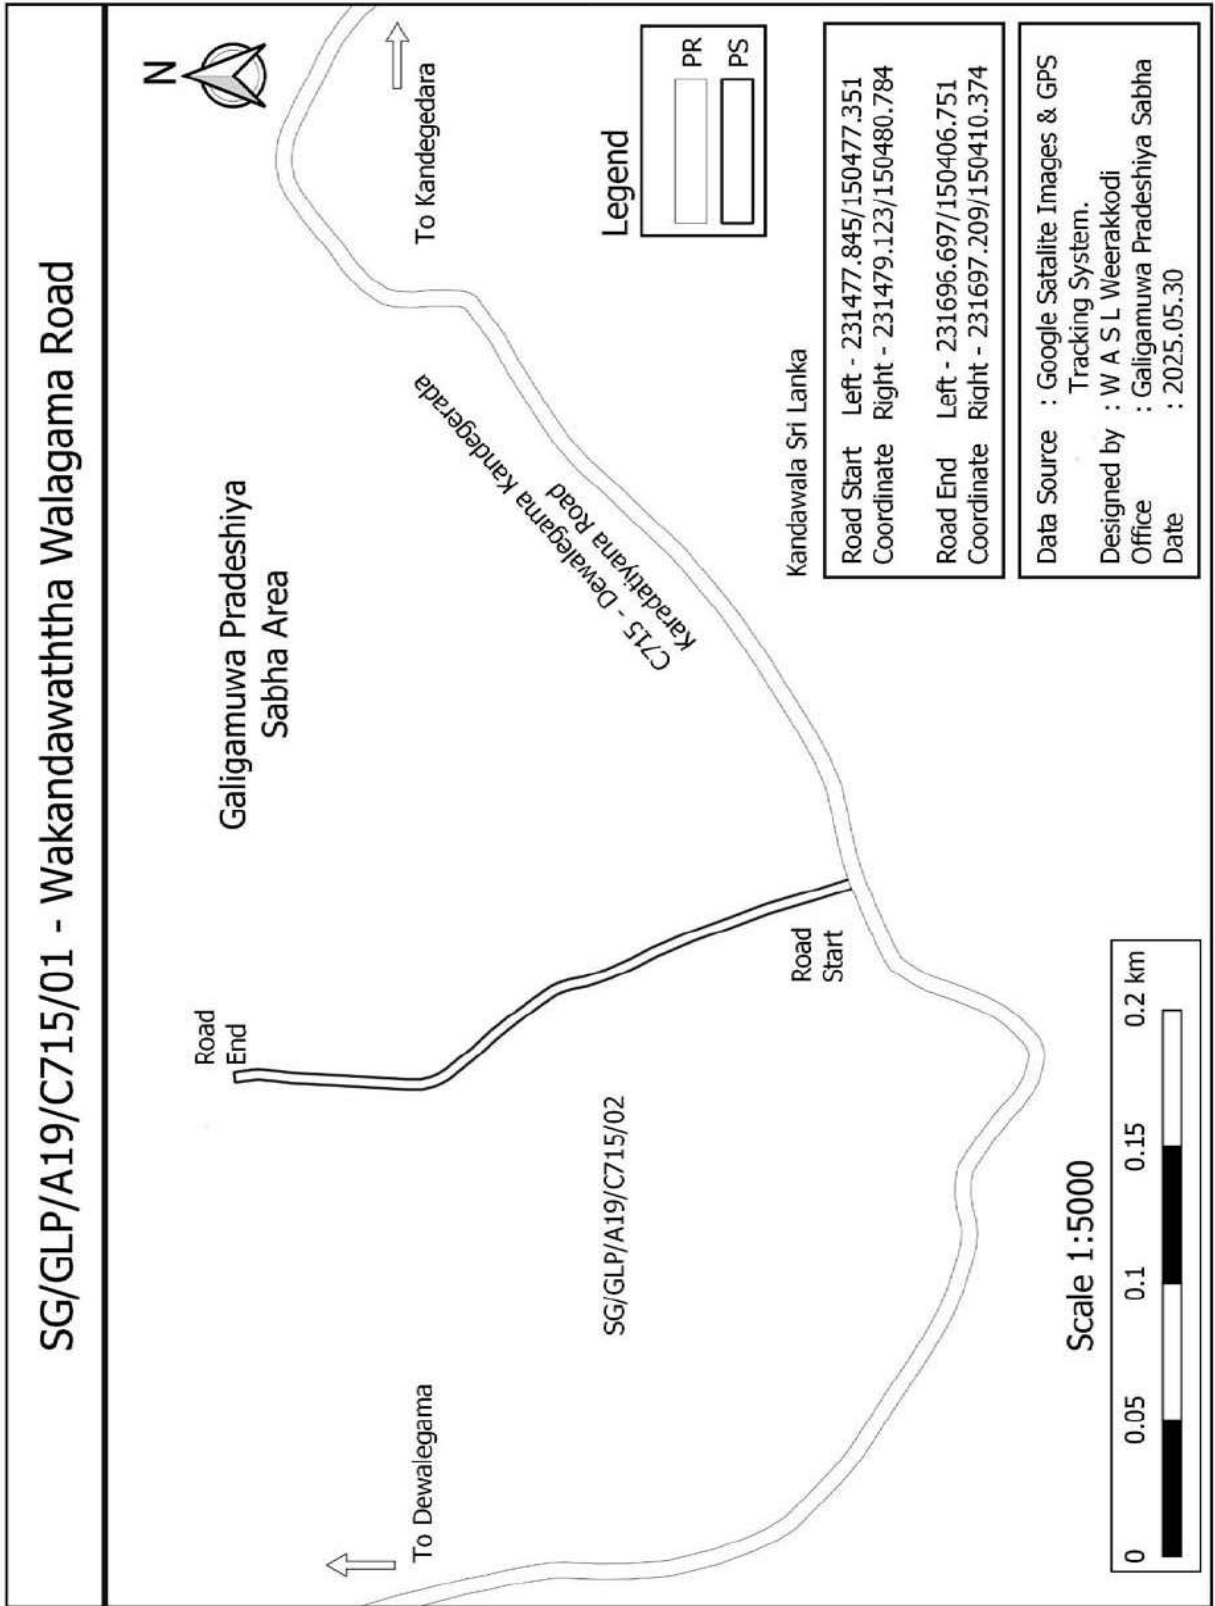 SG/GLP/A19/C715/01 - Wakandawaththa Walagama Road
N
Galigamuwa Pradeshiya
Sabha Area
To Kandegedara
Road
End
C715 - Dewalegama Kandegerada
Karadatiyana Road
To Dewalegama
SG/GLP/A19/C715/02
Road
Start
Legend
PR
PS
Kandawala Sri Lanka
Road Start Left - 231477.845/150477.351
Coordinate Right - 231479.123/150480.784
Road End Left - 231696.697/150406.751
Coordinate Right - 231697.209/150410.374
Scale 1:5000
0 0.05 0.1 0.15 0.2 km
Data Source : Google Satalite Images & GPS
Tracking System.
Designed by : W A S L Weerakkodi
Office : Galigamuwa Pradeshiya Sabha
Date : 2025.05.30